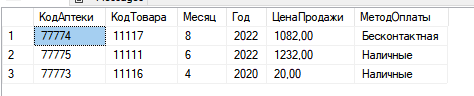 КодАптеки КодТовара Месяц Год ЦенаПродажи МетодОплаты
1 77774 11117 8 2022 1082,00 Бесконтактная
2 77775 11111 6 2022 1232,00 Наличные
3 77773 11116 4 2020 20,00 Наличные